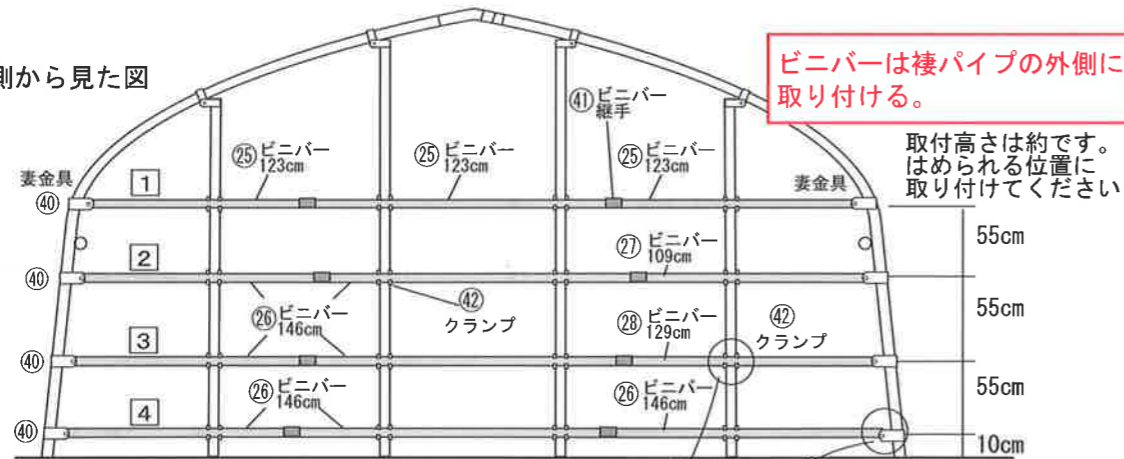 側から見た図
ビニバーは褄パイプの外側に
取り付ける。
取付高さは約です。
はめられる位置に
取り付けてください
㊶ビニバー
継手
㉕ビニバー
123cm
㉕ビニバー
123cm
㉕ビニバー
123cm
妻金具
1
妻金具
㊵
55cm
2
㉗ビニバー
109cm
㊵
㉖ビニバー
146cm
㊷
クランプ
55cm
3
㉘ビニバー
129cm
㊷
クランプ
㊵
㉖ビニバー
146cm
㉖ビニバー
146cm
55cm
4
㊵
10cm